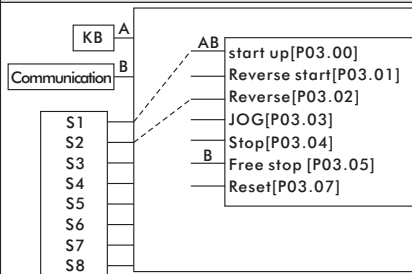 KB
A
Communication
B
S1
S2
S3
S4
S5
S6
S7
S8
AB
start up[P03.00]
Reverse start[P03.01]
Reverse[P03.02]
JOG[P03.03]
Stop[P03.04]
B
Free stop [P03.05]
Reset[P03.07]